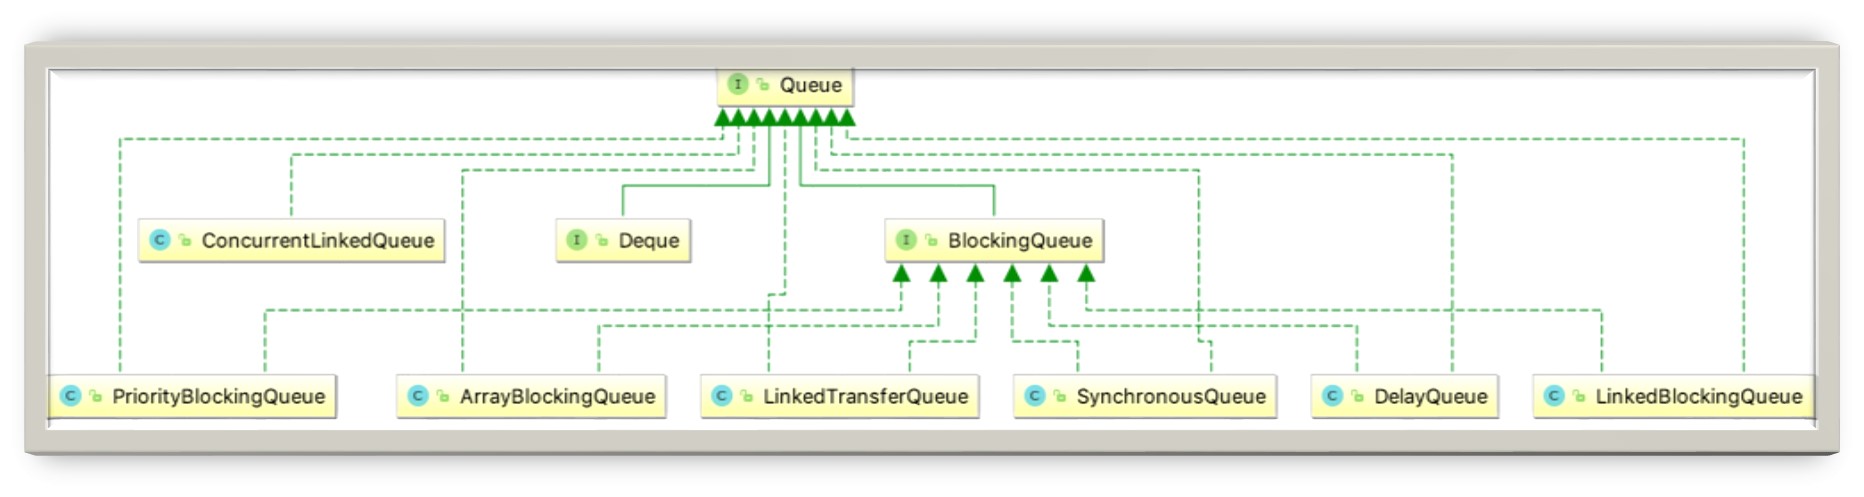 I Queue
C ConcurrentLinkedQueue
I Deque
I BlockingQueue
C PriorityBlockingQueue
C ArrayBlockingQueue
C LinkedTransferQueue
C SynchronousQueue
C DelayQueue
C LinkedBlockingQueue